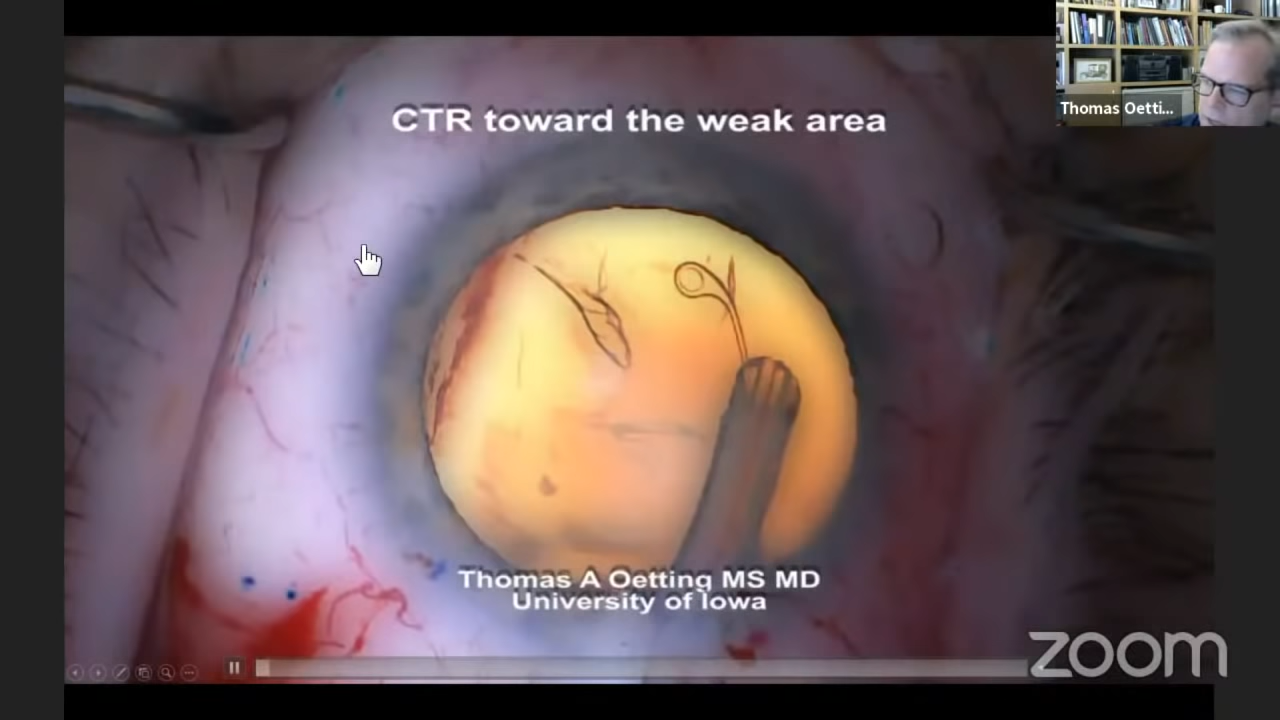 CTR toward the weak area
Thomas Oetti...
Thomas A Oetting MS MD
University of Iowa
zoom